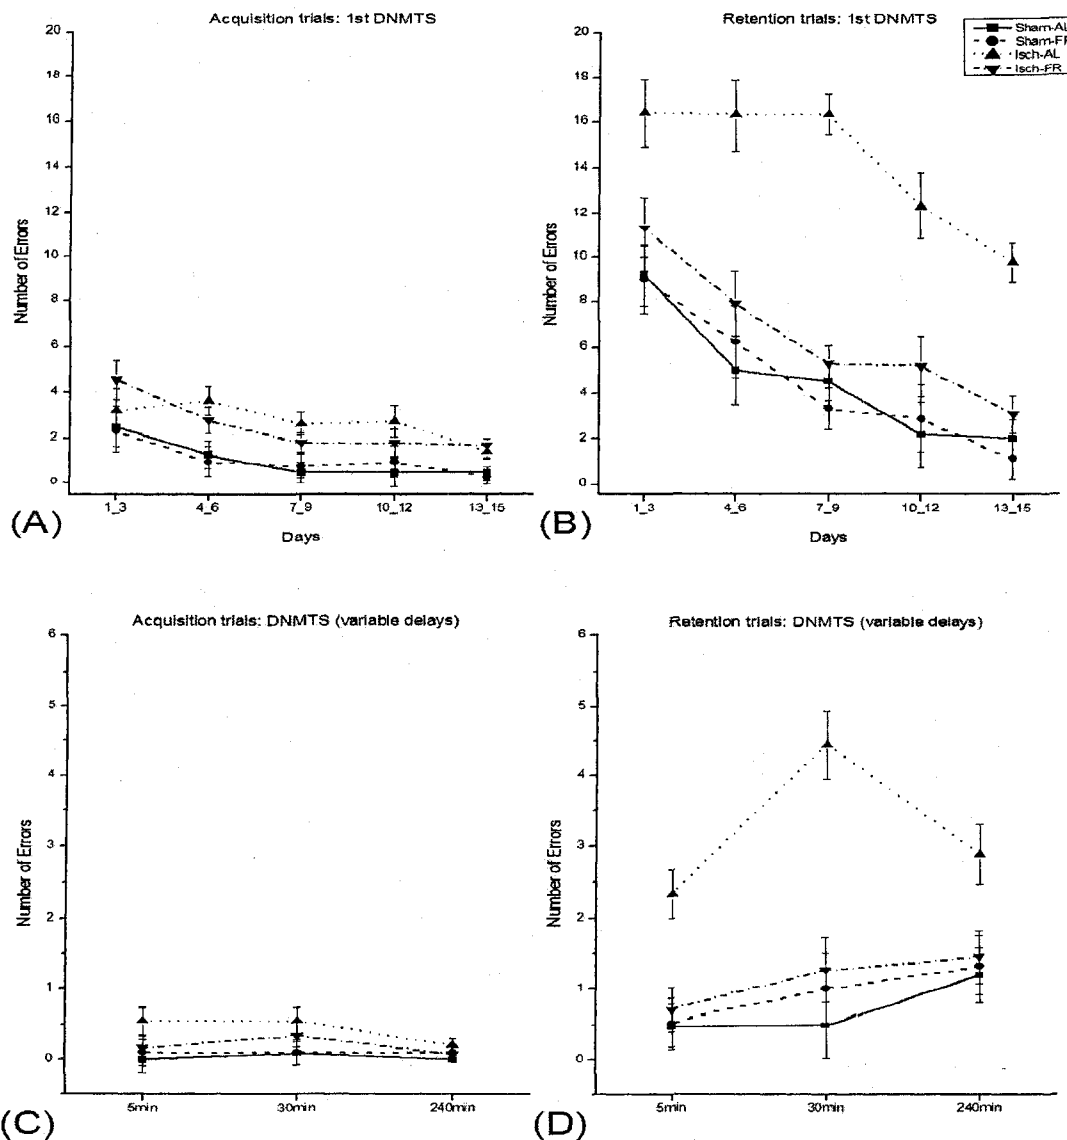 Acquisition trials: 1st DNMTS
20
18
16
14
12
10
8
6
4
2
0
Number of Errors
1_3 4_6 7_9 10_12 13_15
Days
(A)
Retention trials: 1st DNMTS
Sham-AL
Sham-FR
Isch-AL
Isch-FR
20
18
16
14
12
10
8
6
4
2
0
Number of Errors
1_3 4_6 7_9 10_12 13_15
Days
(B)
Acquisition trials: DNMTS (variable delays)
6
5
4
3
2
1
0
Number of Errors
5min 30min 240min
(C)
Retention trials: DNMTS (variable delays)
6
5
4
3
2
1
0
Number of Errors
5min 30min 240min
(D)